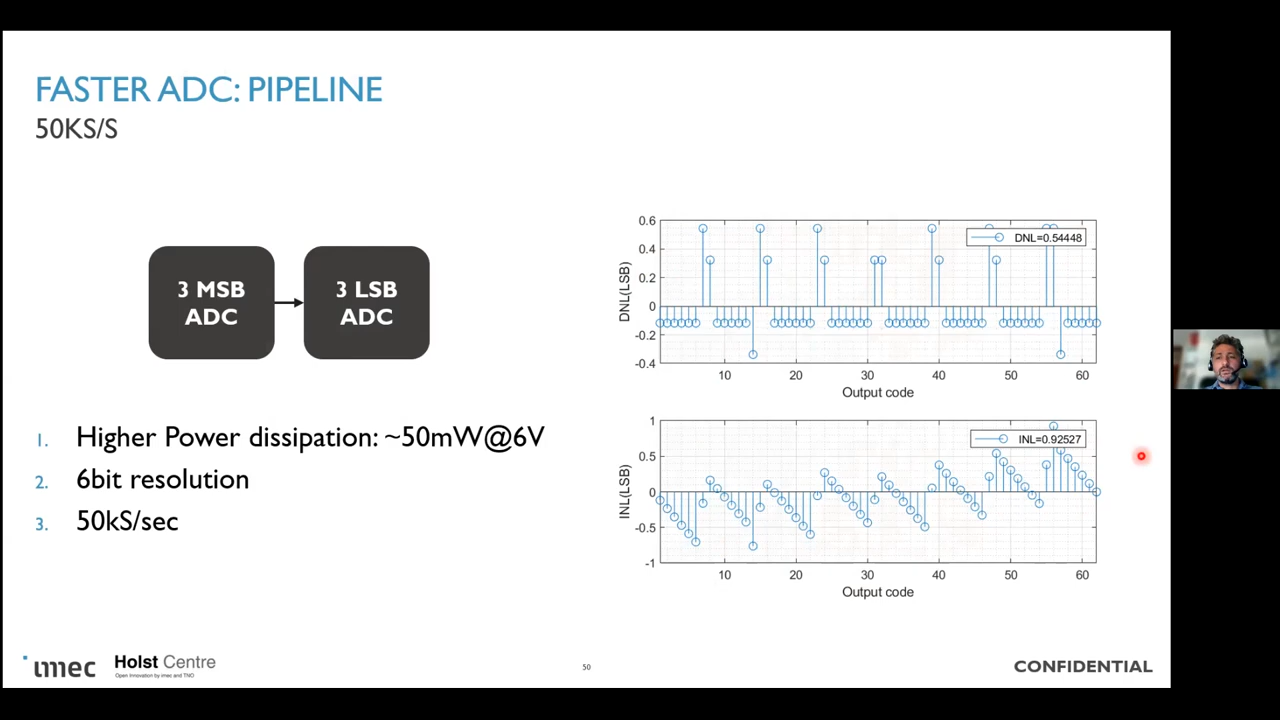 FASTER ADC: PIPELINE
50KS/S
3 MSB
ADC
3 LSB
ADC
1. Higher Power dissipation: ~50mW@6V
2. 6bit resolution
3. 50kS/sec
0.6
0.4
0.2
0
-0.2
-0.4
DNL(LSB)
DNL=0.54448
10 20 30 40 50 60
Output code
1
0.5
0
-0.5
-1
INL(LSB)
INL=0.92527
10 20 30 40 50 60
Output code
imec
Holst Centre
Open Innovation by imec and TNO
50
CONFIDENTIAL